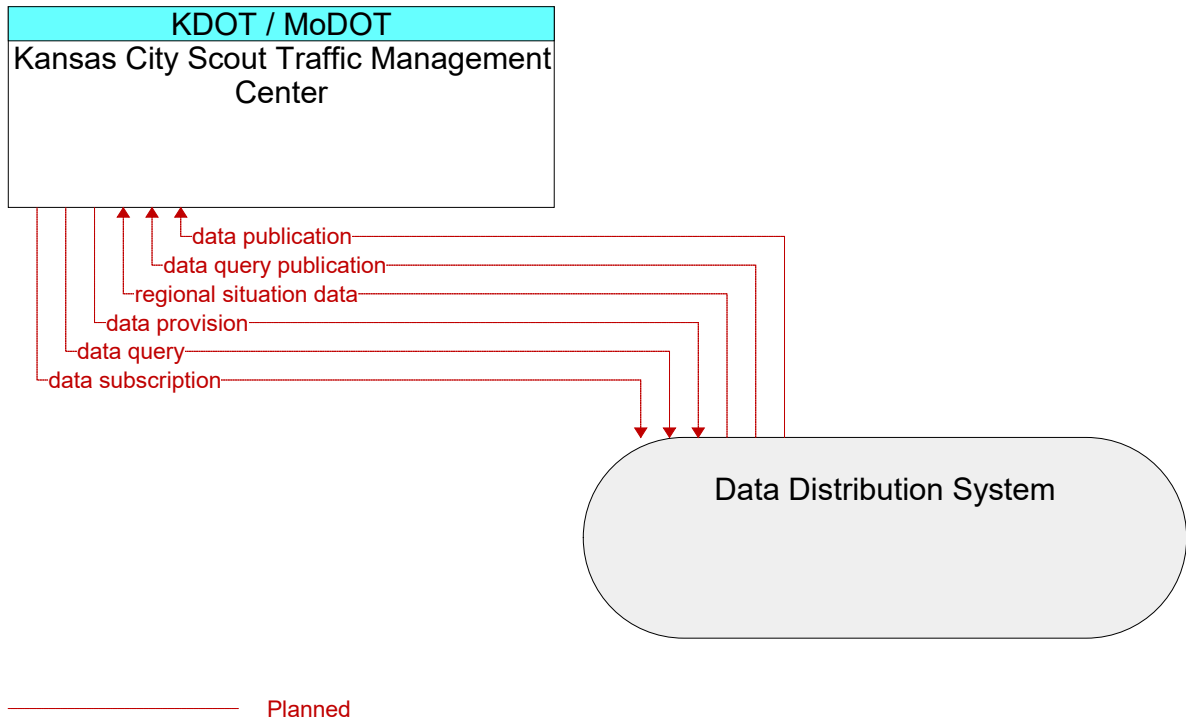 KDOT / MoDOT
Kansas City Scout Traffic Management
Center
data publication
data query publication
regional situation data
data provision
data query
data subscription
Data Distribution System
Planned